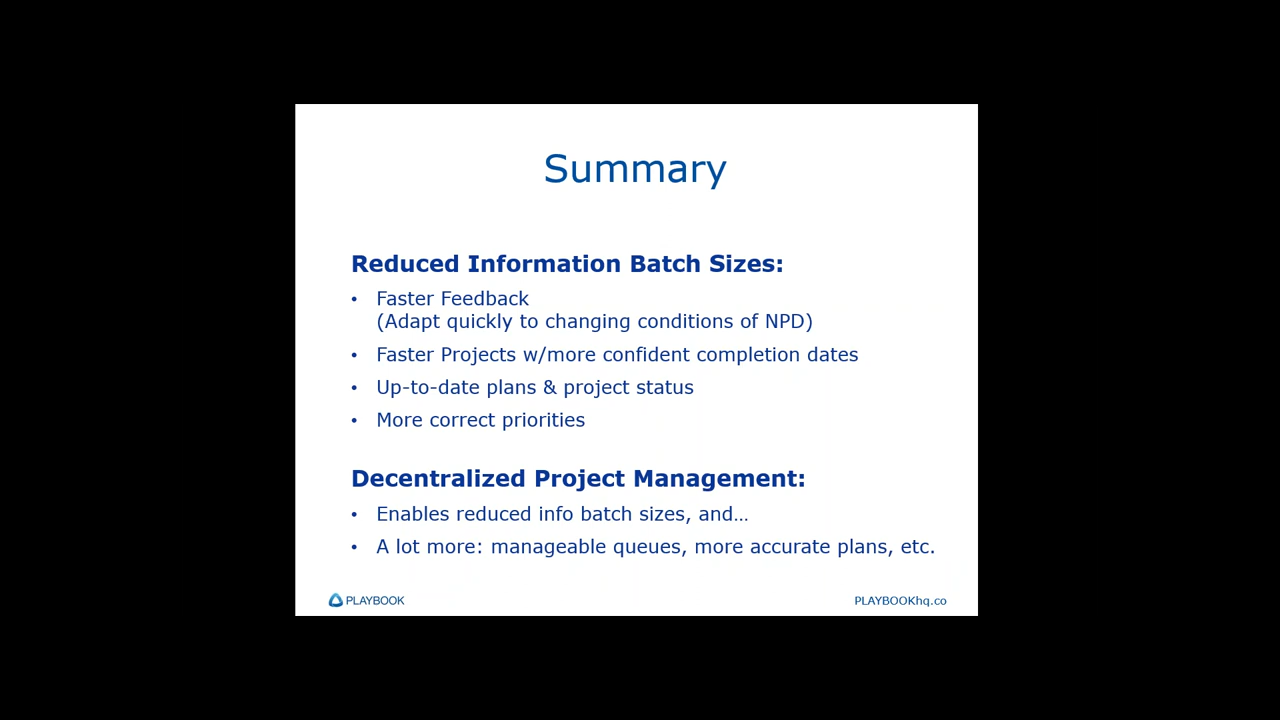 Summary
Reduced Information Batch Sizes:
• Faster Feedback
(Adapt quickly to changing conditions of NPD)
• Faster Projects w/more confident completion dates
• Up-to-date plans & project status
• More correct priorities
Decentralized Project Management:
• Enables reduced info batch sizes, and…
• A lot more: manageable queues, more accurate plans, etc.
PLAYBOOK
PLAYBOOKhq.co